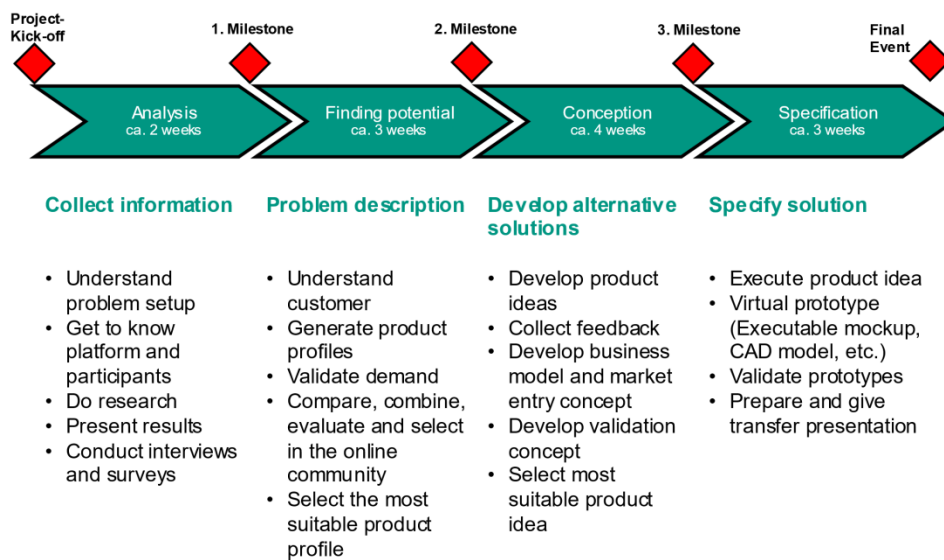 Project-
Kick-off
1. Milestone
2. Milestone
3. Milestone
Final
Event
Analysis
ca. 2 weeks
Finding potential
ca. 3 weeks
Conception
ca. 4 weeks
Specification
ca. 3 weeks
Collect information
• Understand
problem setup
• Get to know
platform and
participants
• Do research
• Present results
• Conduct interviews
and surveys
Problem description
• Understand
customer
• Generate product
profiles
• Validate demand
• Compare, combine,
evaluate and select
in the online
community
• Select the most
suitable product
profile
Develop alternative
solutions
• Develop product
ideas
• Collect feedback
• Develop business
model and market
entry concept
• Develop validation
concept
• Select most
suitable product
idea
Specify solution
• Execute product idea
• Virtual prototype
(Executable mockup,
CAD model, etc.)
• Validate prototypes
• Prepare and give
transfer presentation